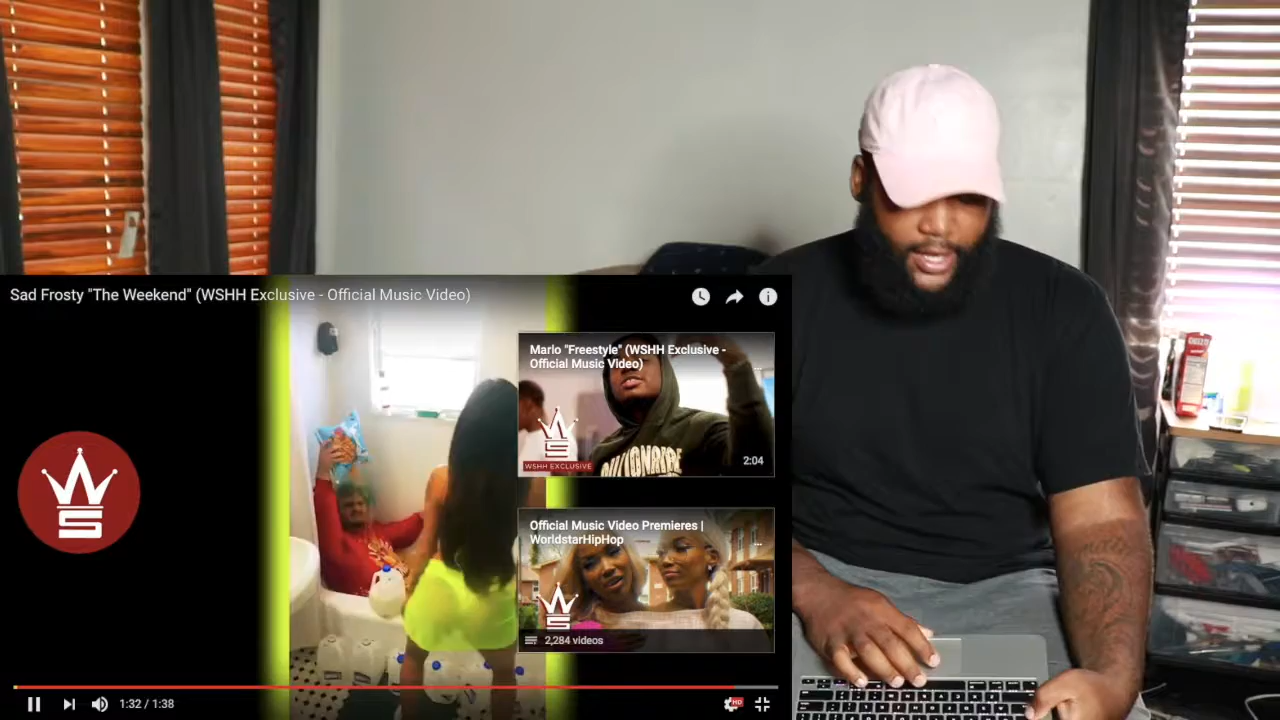 Sad Frosty "The Weekend" (WSHH Exclusive - Official Music Video)
Marlo "Freestyle" (WSHH Exclusive -
Official Music Video)
WSHH EXCLUSIVE
2:04
Official Music Video Premieres |
WorldstarHipHop
2,284 videos
1:32 / 1:38
HD